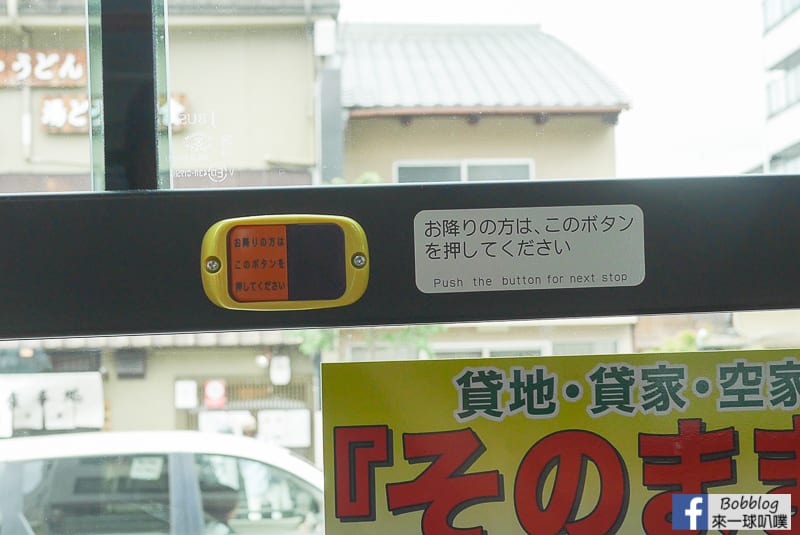 うどん
お降りの方は
このボタンを
押してください
お降りの方は、このボタン
を押してください
Push the button for next stop
貸地・貸家・空家
『そのまま
f Bobblog
來一球叭噗